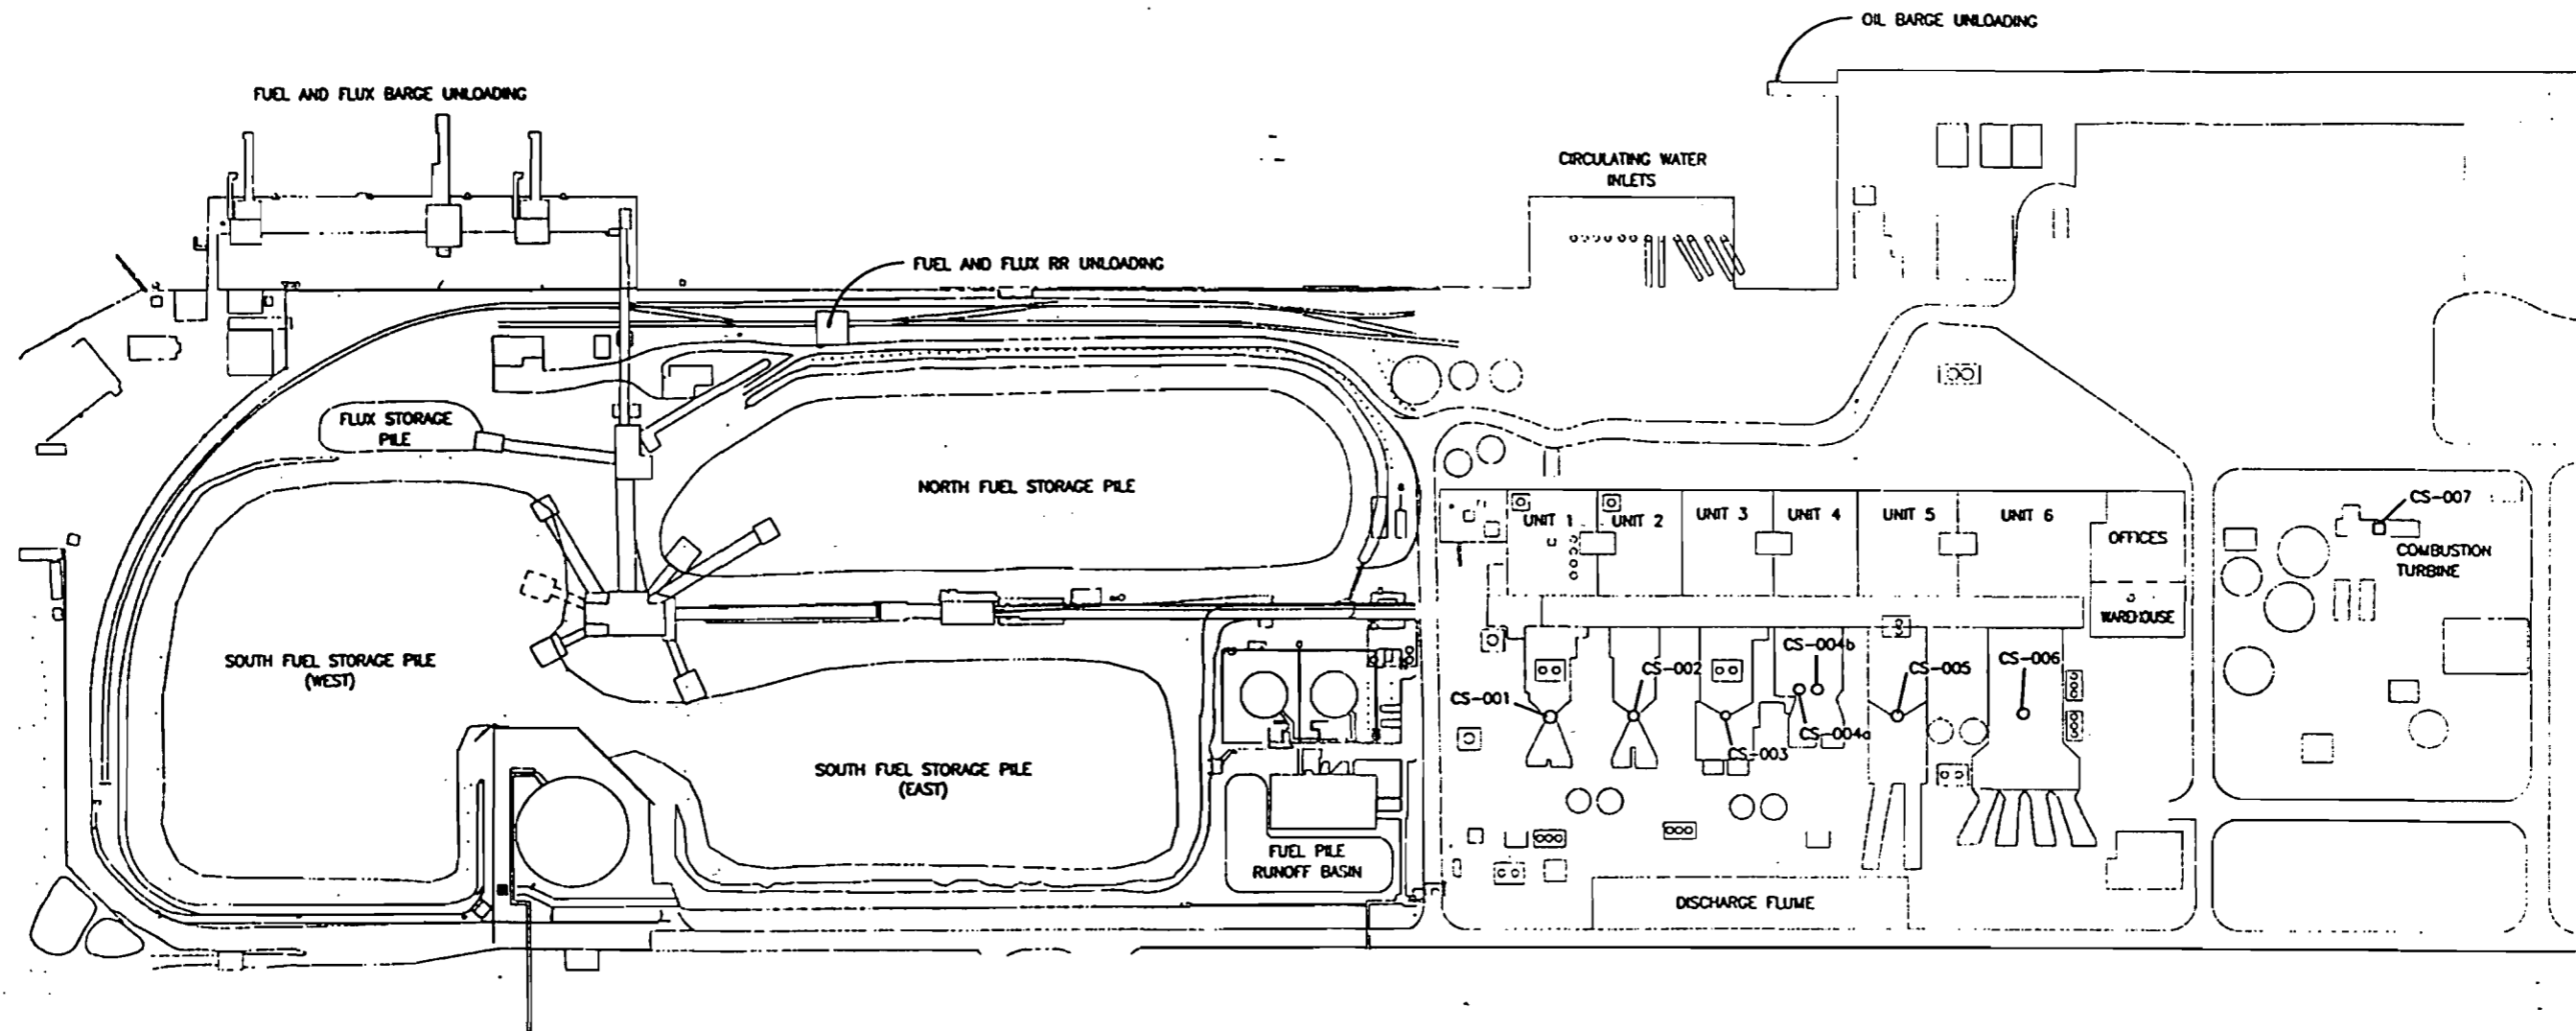 OIL BARGE UNLOADING
FUEL AND FLUX BARGE UNLOADING
CIRCULATING WATER
INLETS
FUEL AND FLUX RR UNLOADING
FLUX STORAGE
PILE
NORTH FUEL STORAGE PILE
UNIT 1
UNIT 2
UNIT 3
UNIT 4
UNIT 5
UNIT 6
OFFICES
WAREHOUSE
CS-007
COMBUSTION
TURBINE
SOUTH FUEL STORAGE PILE
(WEST)
CS-001
CS-002
CS-003
CS-004b
CS-004a
CS-005
CS-006
SOUTH FUEL STORAGE PILE
(EAST)
FUEL PILE
RUNOFF BASIN
DISCHARGE FLUME